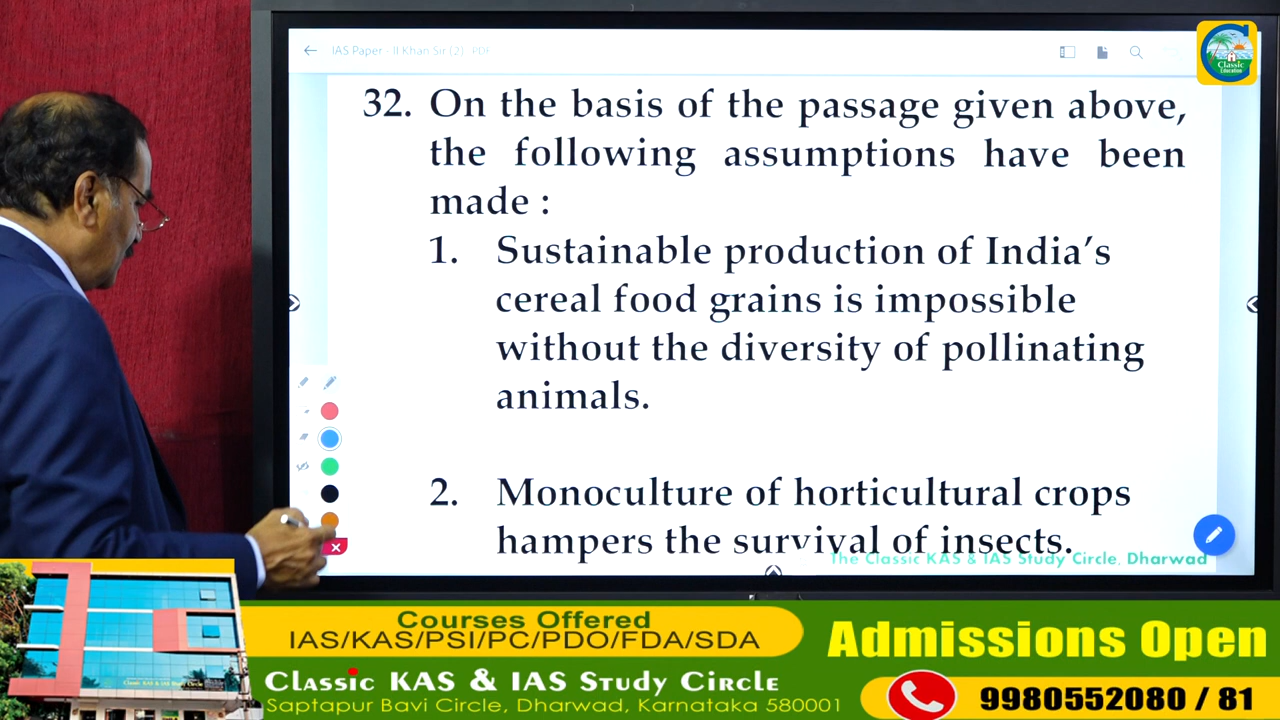 IAS Paper - II Khan Sir [2] PDF
Classic
Education
32. On the basis of the passage given above,
the following assumptions have been
made :
1. Sustainable production of India's
cereal food grains is impossible
without the diversity of pollinating
animals.
2. Monoculture of horticultural crops
hampers the survival of insects.
The Classic KAS & IAS Study Circle, Dharwad
Courses Offered
IAS/KAS/PSI/PC/PDO/FDA/SDA
Classic KAS & IAS Study Circle
Saptapur Bavi Circle, Dharwad, Karnataka 580001
Admissions Open
9980552080 / 81